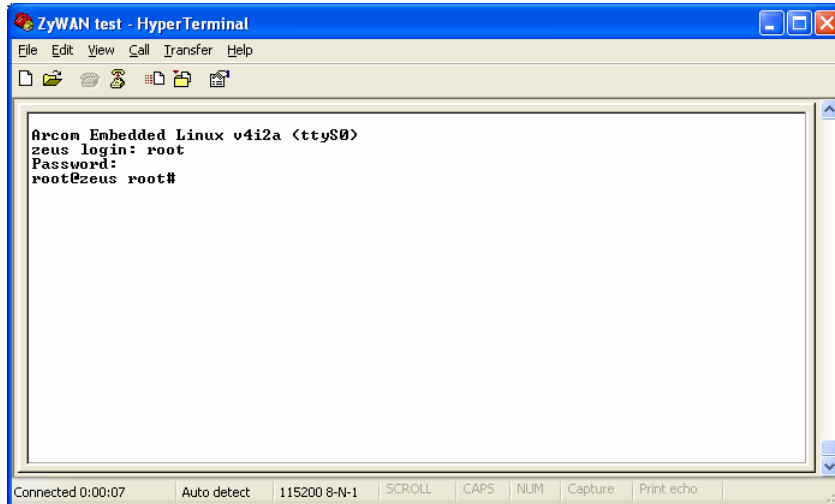 ZyWAN test - HyperTerminal
File Edit View Call Transfer Help
Arcom Embedded Linux v4i2a (ttyS0)
zeus login: root
Password:
root@zeus root#
Connected 0:00:07 Auto detect 115200 8-N-1 SCROLL CAPS NUM Capture Print echo